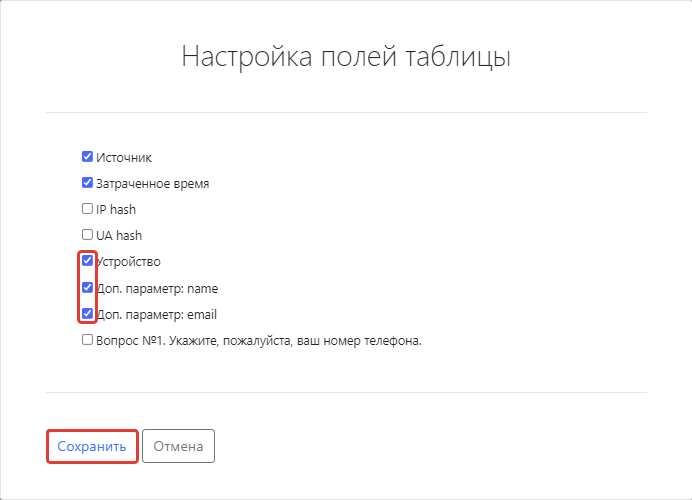 Настройка полей таблицы
Источник
Затраченное время
IP hash
UA hash
Устройство
Доп. параметр: name
Доп. параметр: email
Вопрос №1. Укажите, пожалуйста, ваш номер телефона.
Сохранить Отмена